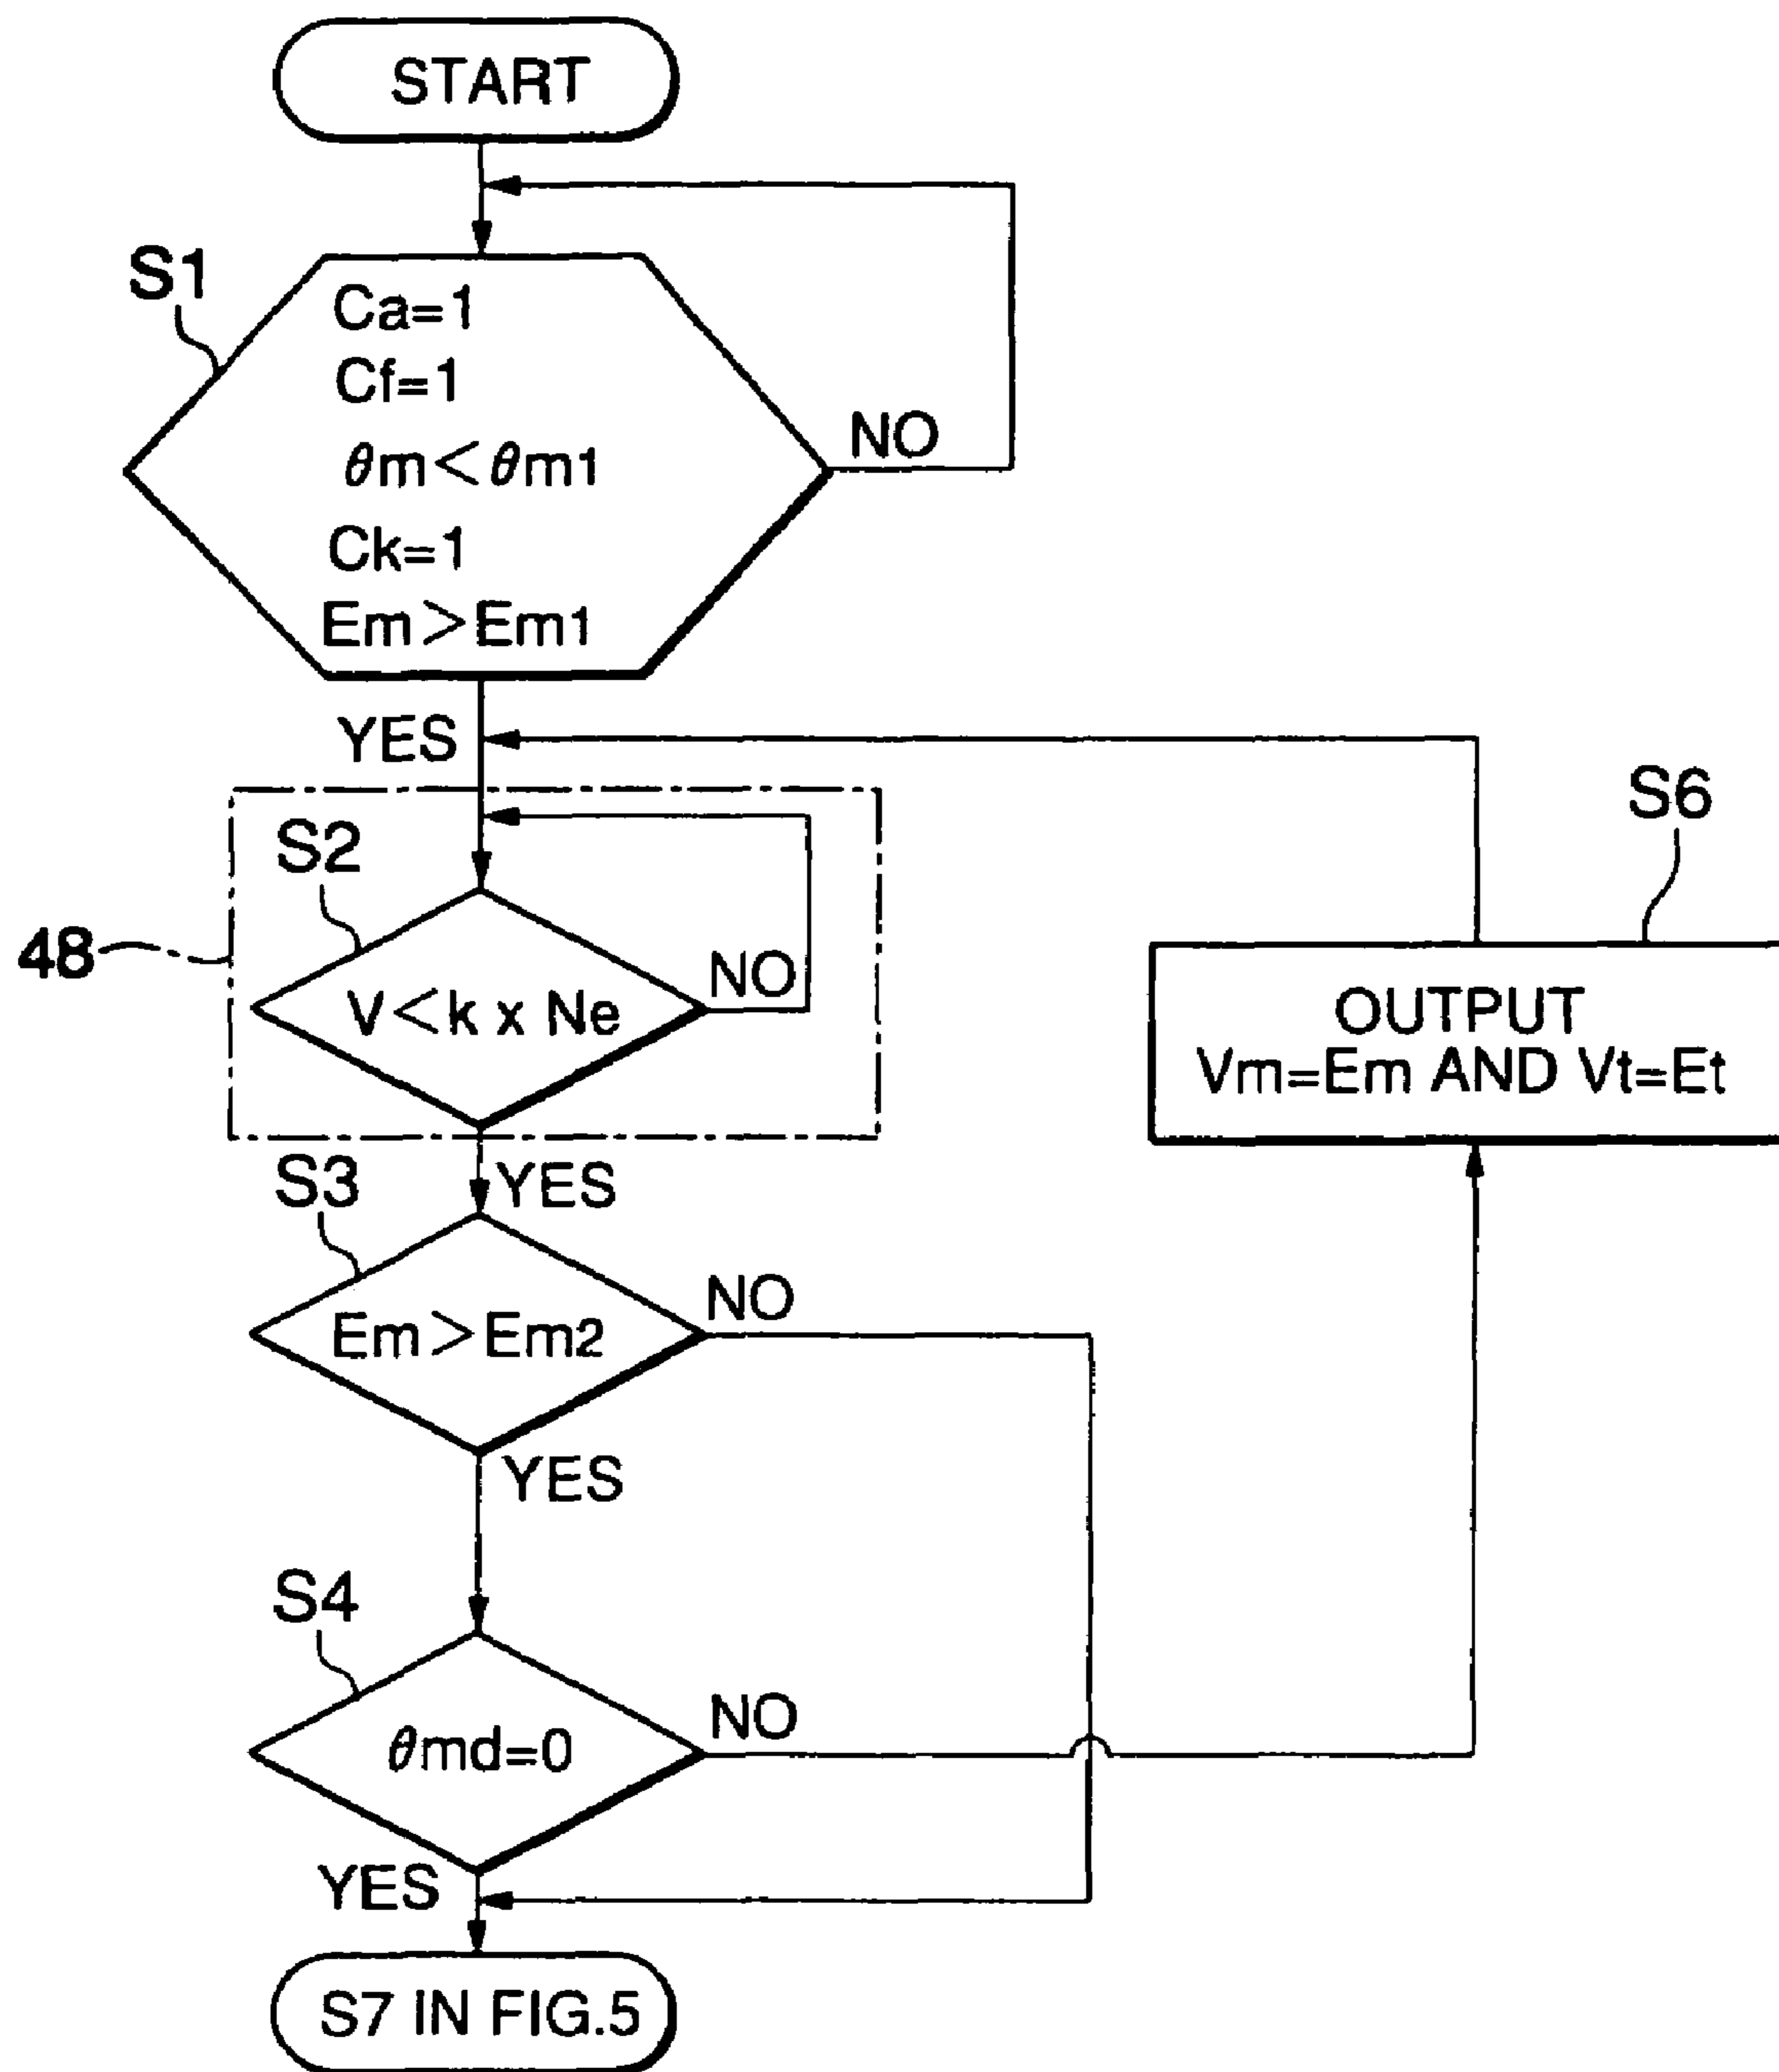 START
S1
Ca=1
Cf=1
θm<θm1
Ck=1
Em>Em1
NO
YES
S6
S2
48
V<k x Ne
NO
OUTPUT
Vm=Em AND Vt=Et
S3
YES
Em>Em2
NO
YES
S4
θmd=0
NO
YES
S7 IN FIG.5